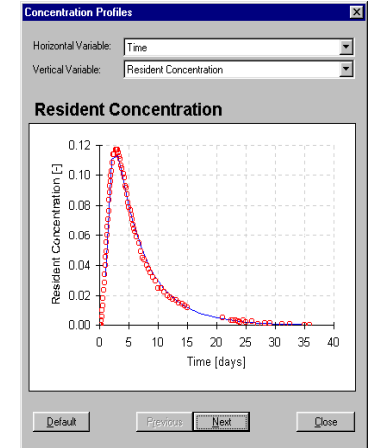 Concentration Profiles
Horizontal Variable: Time
Vertical Variable: Resident Concentration
Resident Concentration
Resident Concentration [-]
0.12
0.10
0.08
0.06
0.04
0.02
0.00
0 5 10 15 20 25 30 35 40
Time [days]
Default Previous Next Close